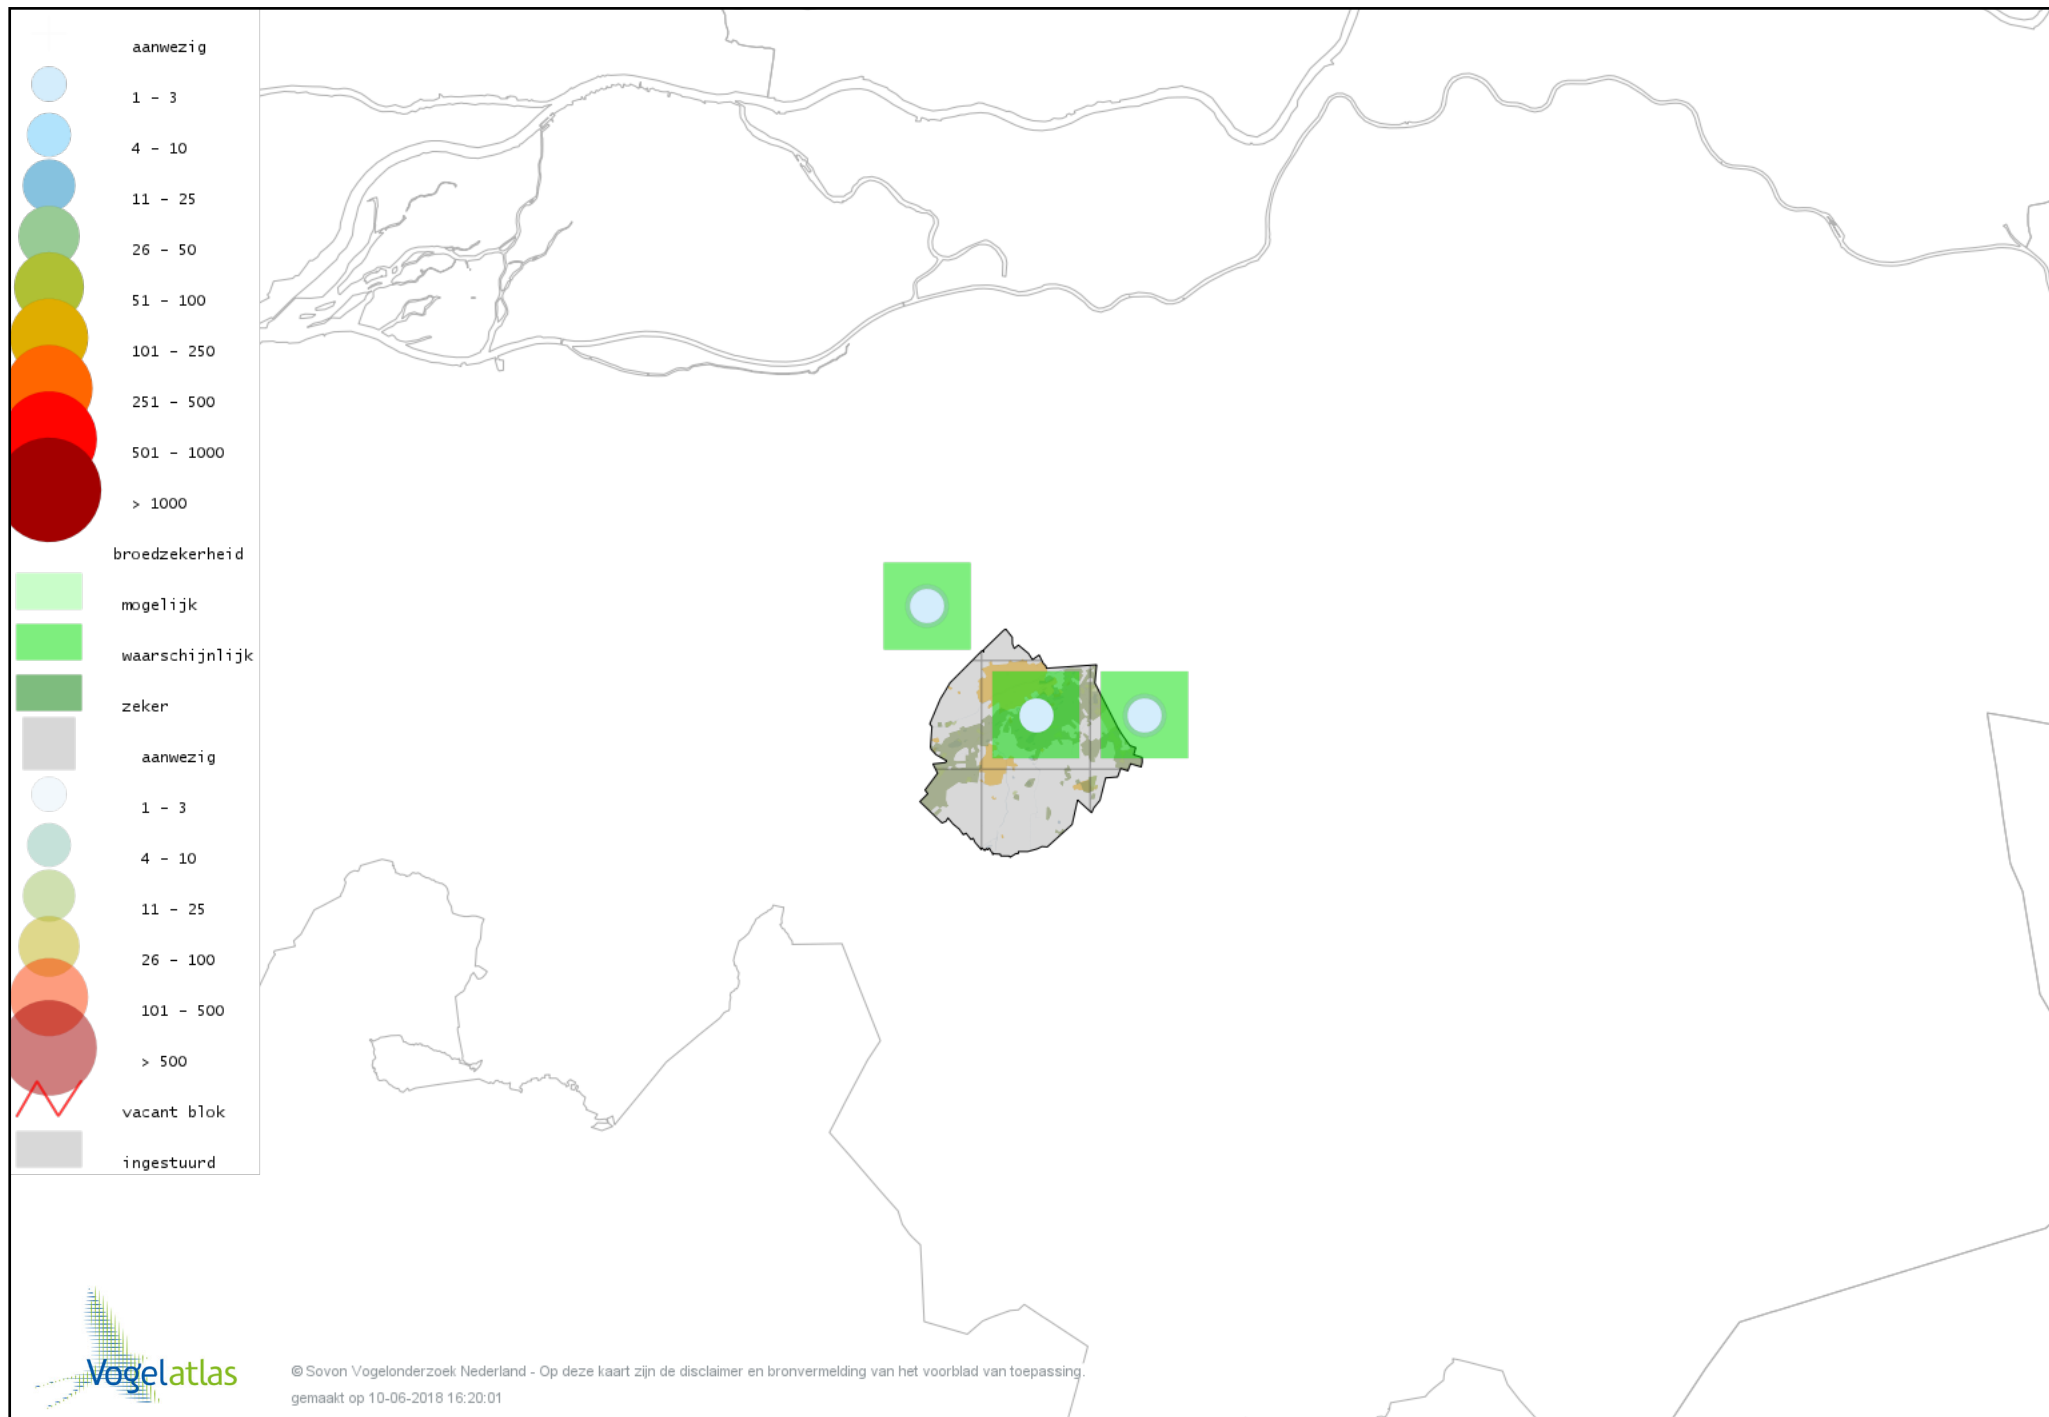 aanwezig
1 - 3
4 - 10
11 - 25
26 - 50
51 - 100
101 - 250
251 - 500
501 - 1000
> 1000
broedzekerheid
mogelijk
waarschijnlijk
zeker
aanwezig
1 - 3
4 - 10
11 - 25
26 - 100
101 - 500
> 500
vacant blok
ingestuurd
Vogelatlas
© Sovon Vogelonderzoek Nederland - Op deze kaart zijn de disclaimer en bronvermelding van het voorblad van toepassing.
gemaakt op 10-06-2018 16:20:01